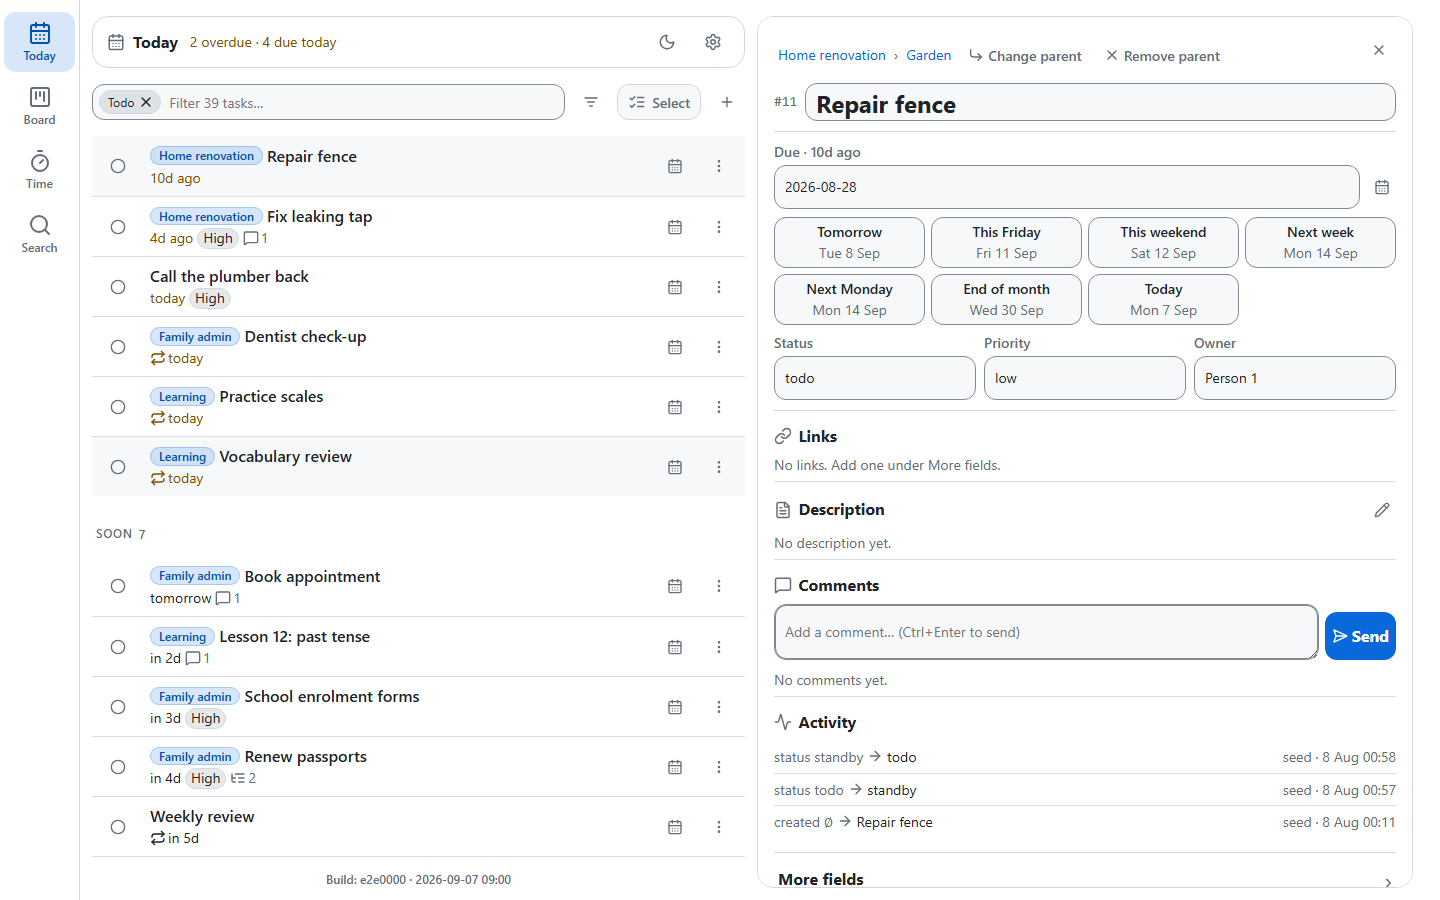 Today
Board
Time
Search
Today 2 overdue · 4 due today
Todo Filter 39 tasks... Select
Home renovation Repair fence
10d ago
Home renovation Fix leaking tap
4d ago High 1
Call the plumber back
today High
Family admin Dentist check-up
today
Learning Practice scales
today
Learning Vocabulary review
today
SOON 7
Family admin Book appointment
tomorrow 1
Learning Lesson 12: past tense
in 2d 1
Family admin School enrolment forms
in 3d High
Family admin Renew passports
in 4d High 2
Weekly review
in 5d
Build: e2e0000 · 2026-09-07 09:00
Home renovation › Garden Change parent Remove parent
#11 Repair fence
Due · 10d ago
2026-08-28
Tomorrow This Friday This weekend Next week
Tue 8 Sep Fri 11 Sep Sat 12 Sep Mon 14 Sep
Next Monday End of month Today
Mon 14 Sep Wed 30 Sep Mon 7 Sep
Status Priority Owner
todo low Person 1
Links
No links. Add one under More fields.
Description
No description yet.
Comments
Add a comment... (Ctrl+Enter to send) Send
No comments yet.
Activity
status standby → todo seed · 8 Aug 00:58
status todo → standby seed · 8 Aug 00:57
created ∅ → Repair fence seed · 8 Aug 00:11
More fields